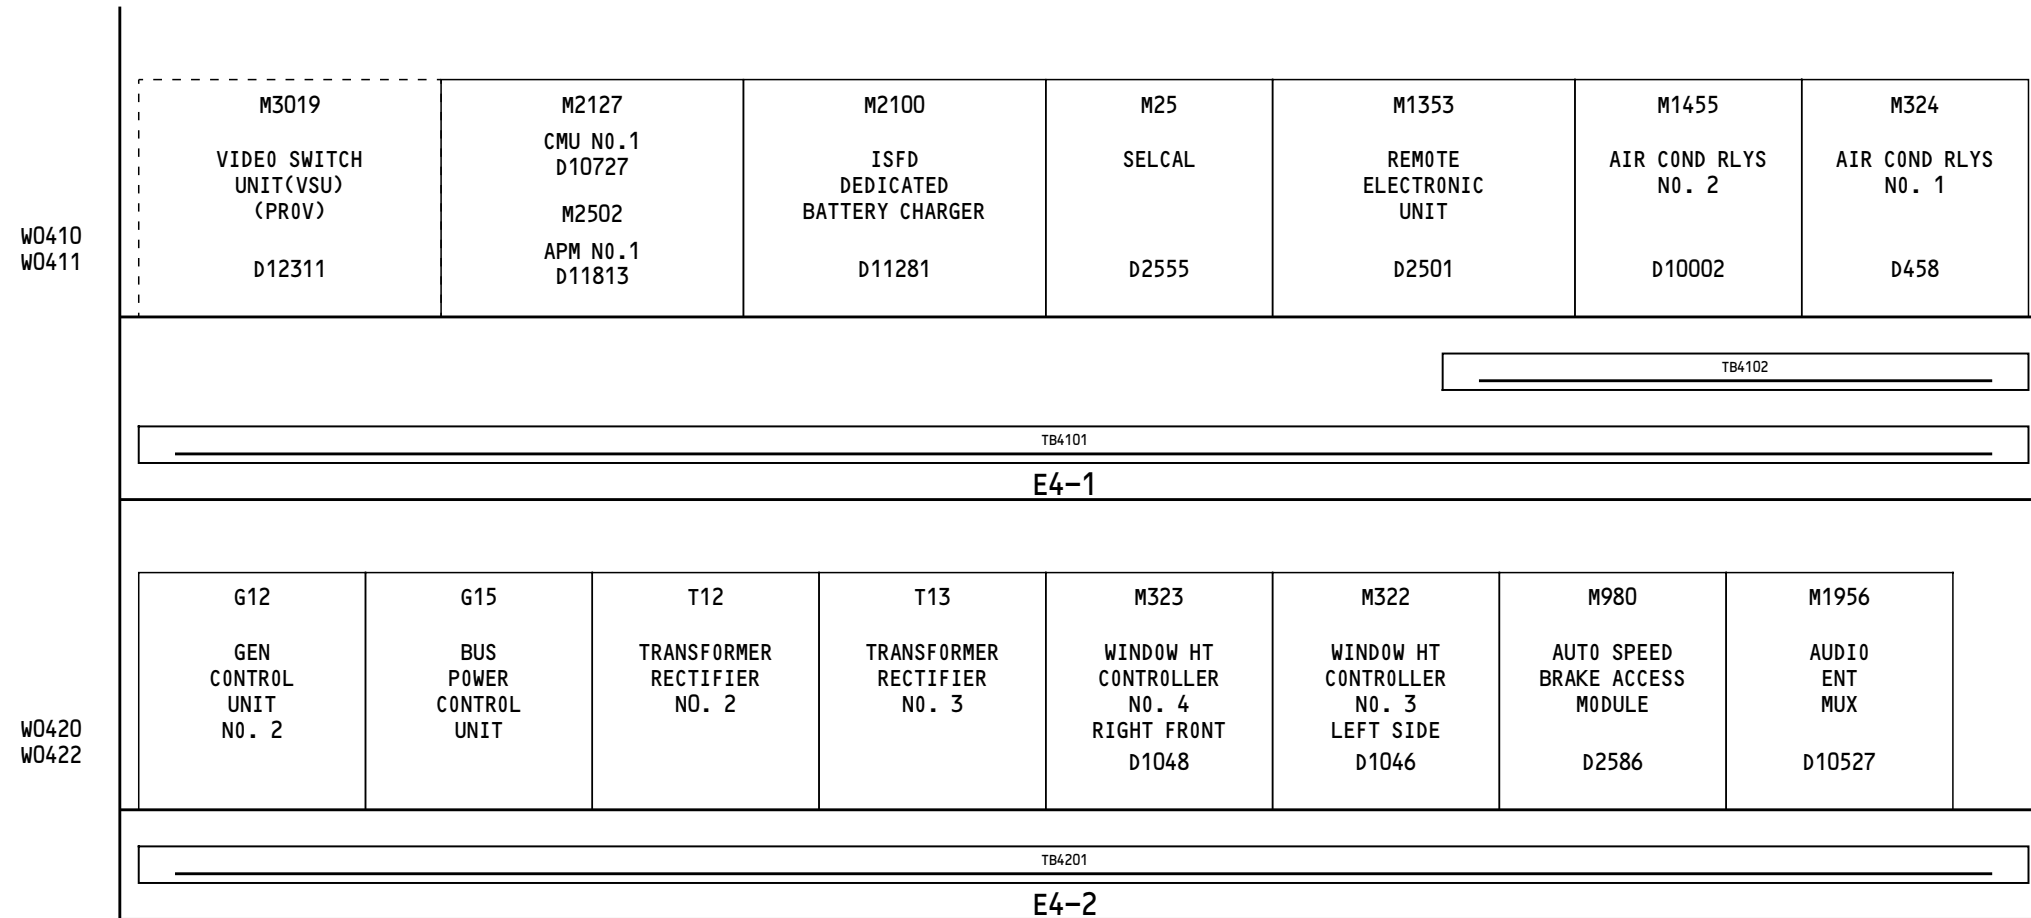 M3019
VIDEO SWITCH
UNIT(VSU)
(PROV)
D12311
M2127
CMU NO.1
D10727
M2502
APM NO.1
D11813
M2100
ISFD
DEDICATED
BATTERY CHARGER
D11281
M25
SELCAL
D2555
M1353
REMOTE
ELECTRONIC
UNIT
D2501
M1455
AIR COND RLYS
NO. 2
D10002
M324
AIR COND RLYS
NO. 1
D458
W0410
W0411
TB4102
TB4101
E4-1
G12
GEN
CONTROL
UNIT
NO. 2
G15
BUS
POWER
CONTROL
UNIT
T12
TRANSFORMER
RECTIFIER
NO. 2
T13
TRANSFORMER
RECTIFIER
NO. 3
M323
WINDOW HT
CONTROLLER
NO. 4
RIGHT FRONT
D1048
M322
WINDOW HT
CONTROLLER
NO. 3
LEFT SIDE
D1046
M980
AUTO SPEED
BRAKE ACCESS
MODULE
D2586
M1956
AUDIO
ENT
MUX
D10527
W0420
W0422
TB4201
E4-2